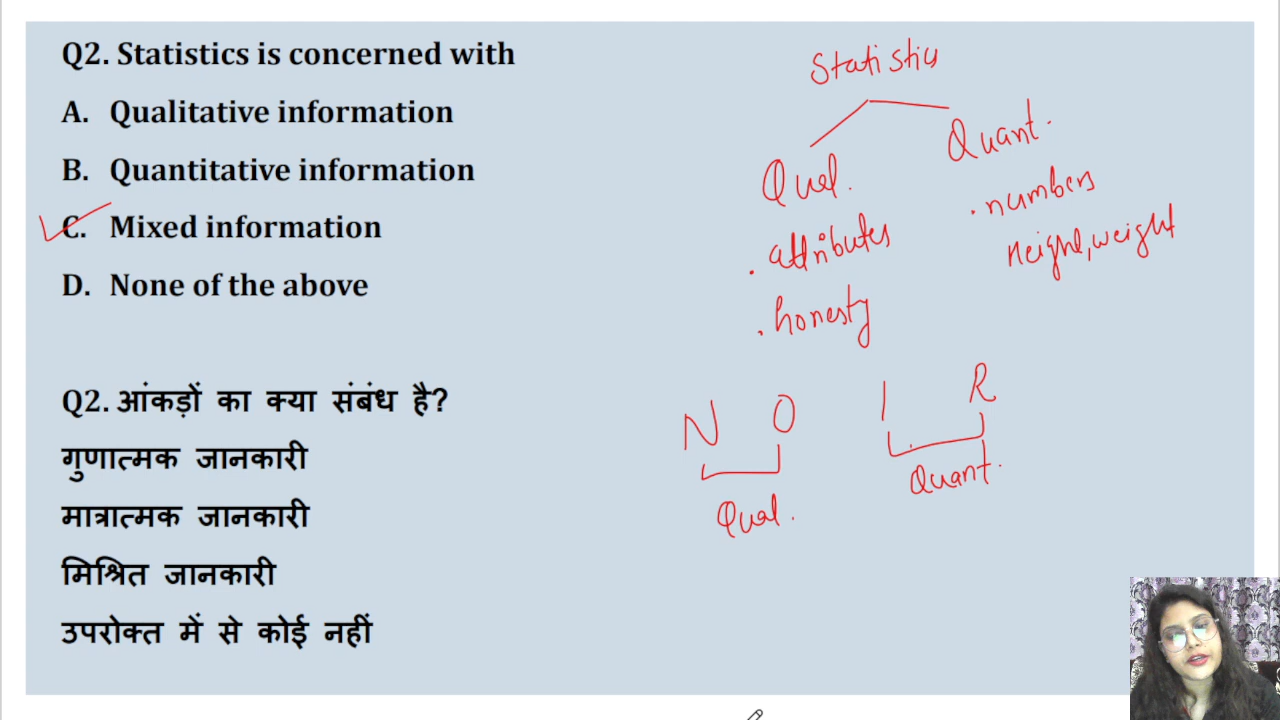 Q2. Statistics is concerned with
A. Qualitative information
B. Quantitative information
C. Mixed information
D. None of the above
Q2. आंकड़ों का क्या संबंध है?
गुणात्मक जानकारी
मात्रात्मक जानकारी
मिश्रित जानकारी
उपरोक्त में से कोई नहीं
Statistics
Qual.
Quant.
. attributes
. honesty
. numbers
Height, weight
N O I R
Qual.
Quant.